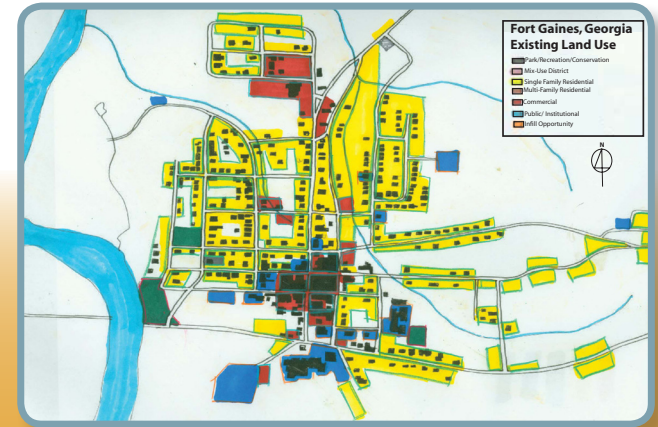 Fort Gaines, Georgia
Existing Land Use
Park/Recreation/Conservation
Mix-Use District
Single Family Residential
Multi-Family Residential
Commercial
Public/ Institutional
Infill Opportunity
N